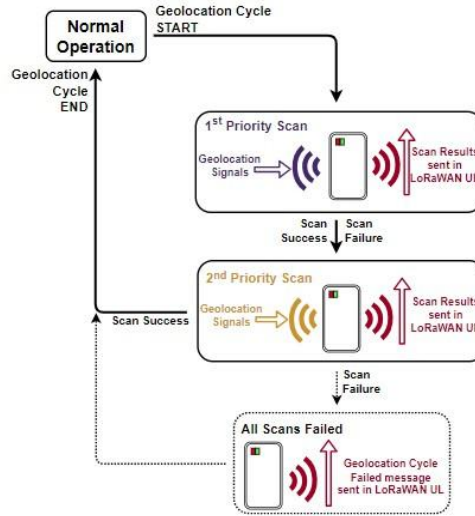 Normal
Operation
Geolocation Cycle
START
Geolocation
Cycle
END
1st Priority Scan
Geolocation
Signals
Scan Results
sent in
LoRaWAN UL
Scan
Success
Scan
Failure
2nd Priority Scan
Geolocation
Signals
Scan Results
sent in
LoRaWAN UL
Scan Success
Scan
Failure
All Scans Failed
Geolocation Cycle
Failed message
sent in LoRaWAN UL